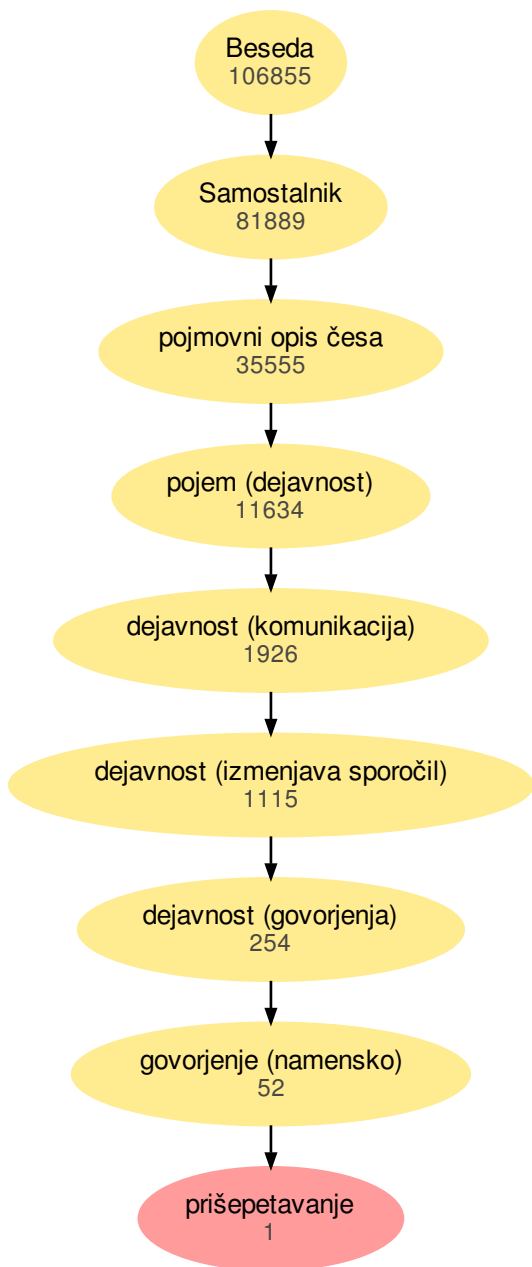 Beseda
106855
Samostalnik
81889
pojmovni opis česa
35555
pojem (dejavnost)
11634
dejavnost (komunikacija)
1926
dejavnost (izmenjava sporočil)
1115
dejavnost (govorjenja)
254
govorjenje (namensko)
52
prišepetavanje
1